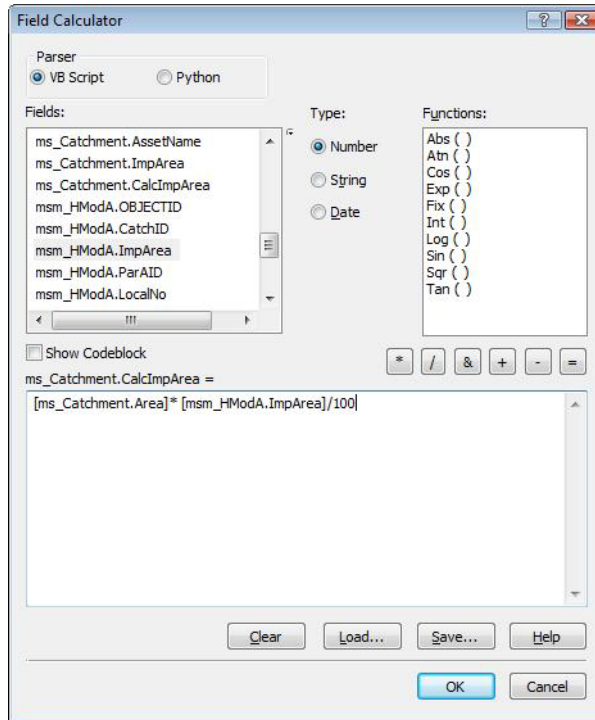 Field Calculator
Parser
VB Script Python
Fields:
Type:
Functions:
ms_Catchment.AssetName
ms_Catchment.ImpArea
ms_Catchment.CalcImpArea
msm_HModA.OBJECTID
msm_HModA.CatchID
msm_HModA.ImpArea
msm_HModA.ParAID
msm_HModA.LocalNo
Number
String
Date
Abs ( )
Atn ( )
Cos ( )
Exp ( )
Fix ( )
Int ( )
Log ( )
Sin ( )
Sqr ( )
Tan ( )
Show Codeblock
* / & + - =
ms_Catchment.CalcImpArea =
[ms_Catchment.Area]* [msm_HModA.ImpArea]/100
Clear Load... Save... Help
OK Cancel